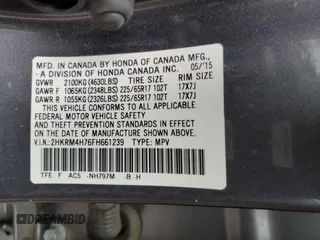 MFD. IN CANADA BY HONDA OF CANADA MFG.,
- A DIVISION OF HONDA CANADA INC. 05/15
GVWR 2100KG (4630LBS) TIRE SIZE RIM SIZE
GAWR F 1065KG (2348LBS) 225/65R17 102T 17X7J
GAWR R 1055KG (2326LBS) 225/65R17 102T 17X7J
THIS VEHICLE CONFORMS TO ALL APPLICABLE
FEDERAL MOTOR VEHICLE SAFETY AND THEFT
PREVENTION STANDARDS IN EFFECT ON THE DATE
OF MANUFACTURE SHOWN ABOVE.
V.I.N.: 2HKRM4H76FH661239 TYPE: MPV
TFE F AC5 -NH797M -B -H
DREAMBID